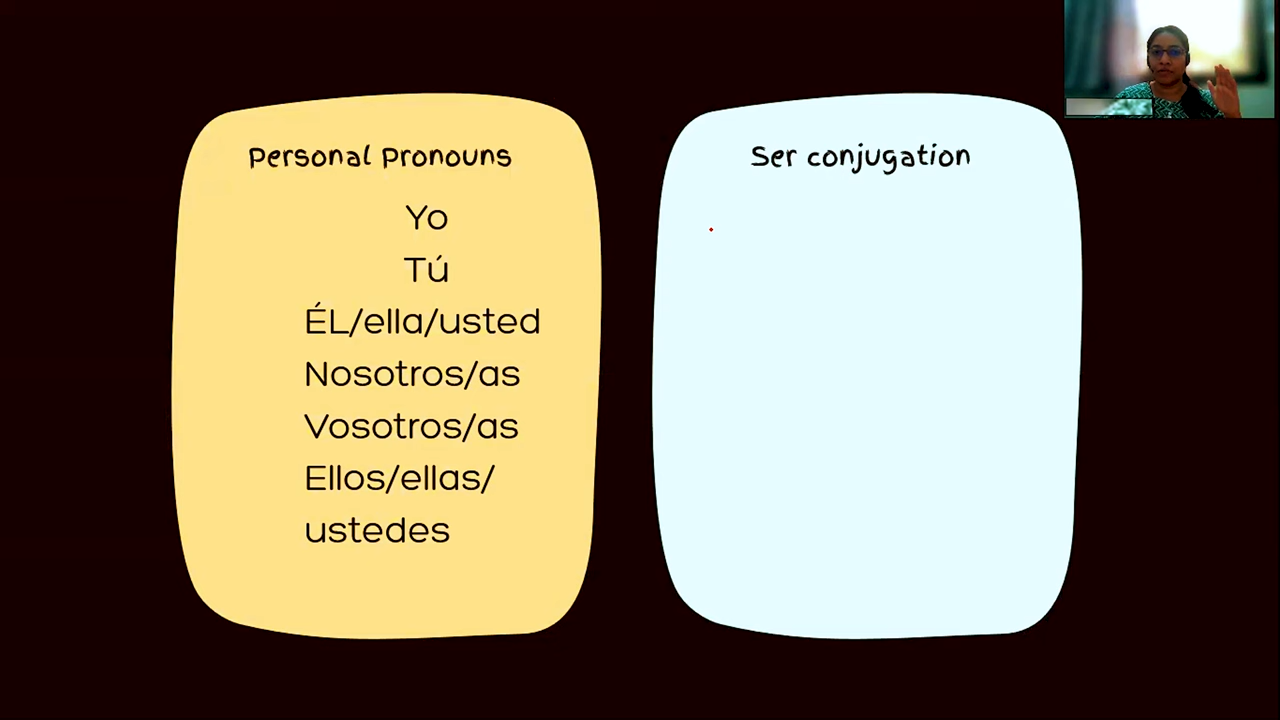 Personal Pronouns
Yo
Tú
ÉL/ella/usted
Nosotros/as
Vosotros/as
Ellos/ellas/
ustedes
Ser conjugation